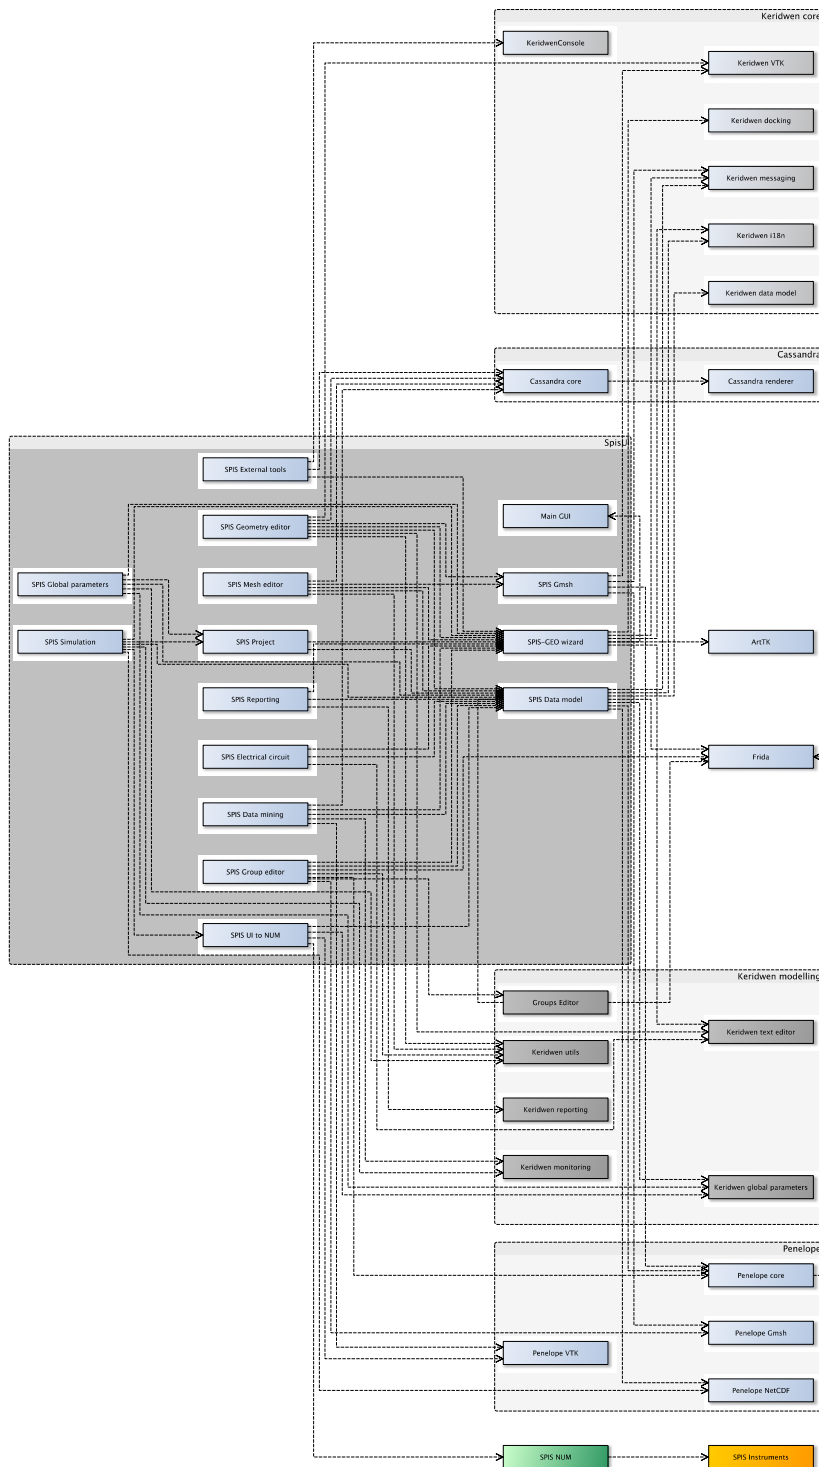 Keridwen core
KeridwenConsole
Keridwen VTK
Keridwen docking
Keridwen messaging
Keridwen i18n
Keridwen data model
Cassandra
Cassandra core
Cassandra renderer
SpisUI
SPIS External tools
Main GUI
SPIS Geometry editor
SPIS Global parameters
SPIS Mesh editor
SPIS Gmsh
SPIS Simulation
SPIS Project
SPIS-GEO wizard
ArtTK
SPIS Reporting
SPIS Data model
SPIS Electrical circuit
Frida
SPIS Data mining
SPIS Group editor
SPIS UI to NUM
Keridwen modelling
Groups Editor
Keridwen text editor
Keridwen utils
Keridwen reporting
Keridwen monitoring
Keridwen global parameters
Penelope
Penelope core
Penelope Gmsh
Penelope VTK
Penelope NetCDF
SPIS NUM
SPIS Instruments